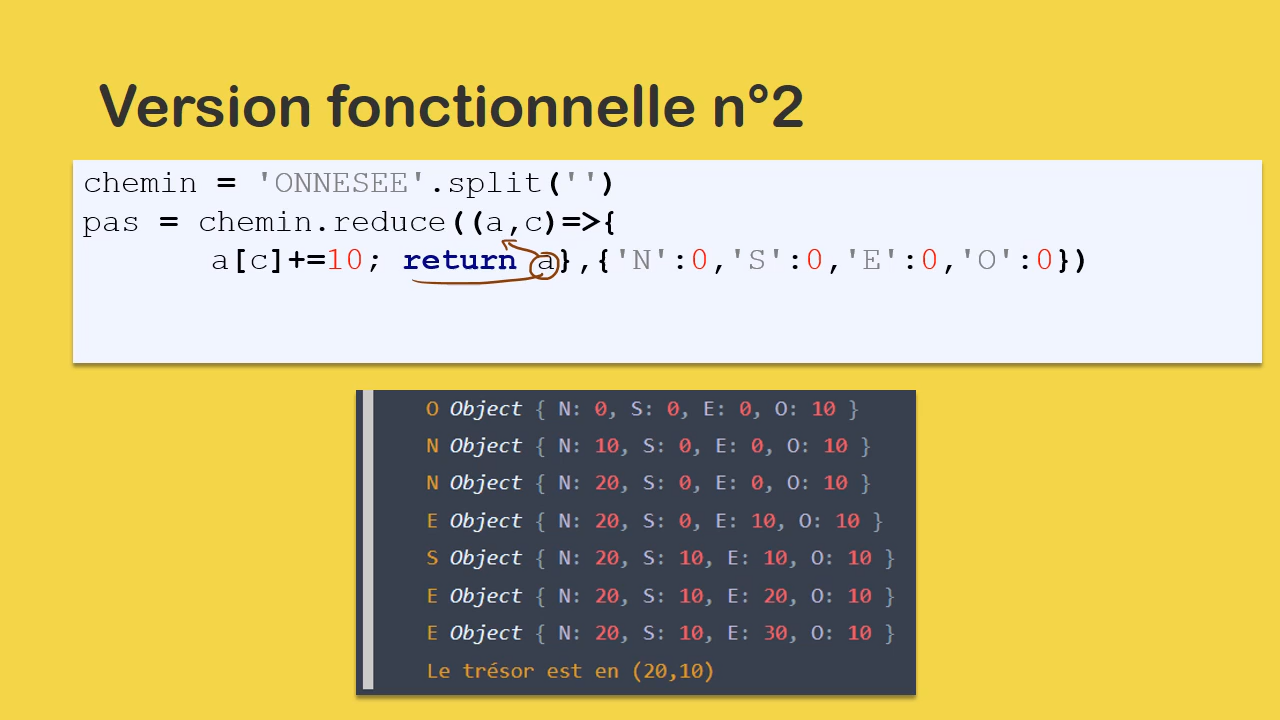 Version fonctionnelle n°2
chemin = 'ONNESEE'.split('')
pas = chemin.reduce((a,c)=>{
a[c]+=10; return a},{'N':0,'S':0,'E':0,'O':0})
O Object { N: 0, S: 0, E: 0, O: 10 }
N Object { N: 10, S: 0, E: 0, O: 10 }
N Object { N: 20, S: 0, E: 0, O: 10 }
E Object { N: 20, S: 0, E: 10, O: 10 }
S Object { N: 20, S: 10, E: 10, O: 10 }
E Object { N: 20, S: 10, E: 20, O: 10 }
E Object { N: 20, S: 10, E: 30, O: 10 }
Le trésor est en (20,10)